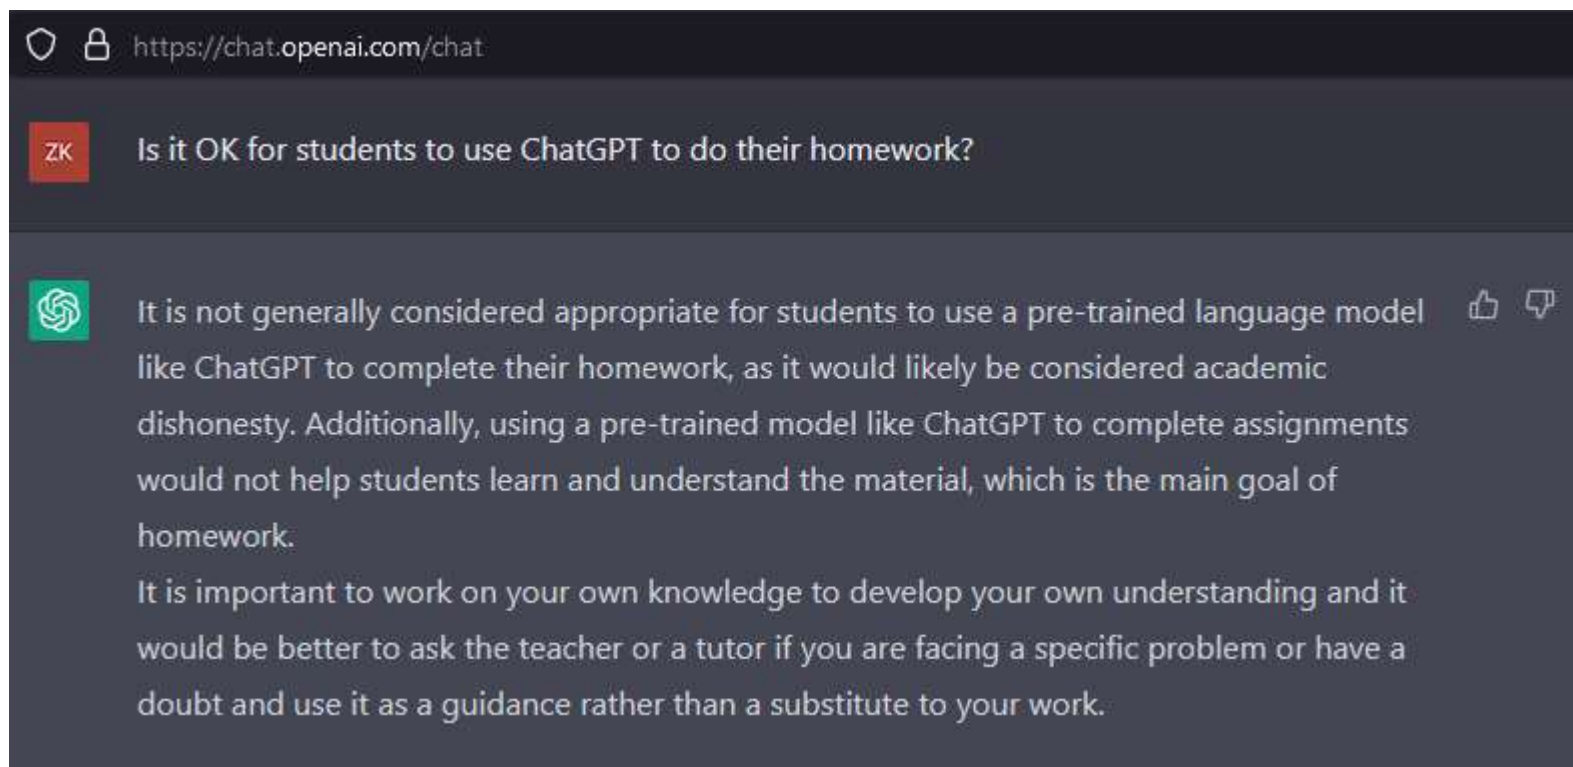 https://chat.openai.com/chat
ZK
Is it OK for students to use ChatGPT to do their homework?
It is not generally considered appropriate for students to use a pre-trained language model
like ChatGPT to complete their homework, as it would likely be considered academic
dishonesty. Additionally, using a pre-trained model like ChatGPT to complete assignments
would not help students learn and understand the material, which is the main goal of
homework.
It is important to work on your own knowledge to develop your own understanding and it
would be better to ask the teacher or a tutor if you are facing a specific problem or have a
doubt and use it as a guidance rather than a substitute to your work.